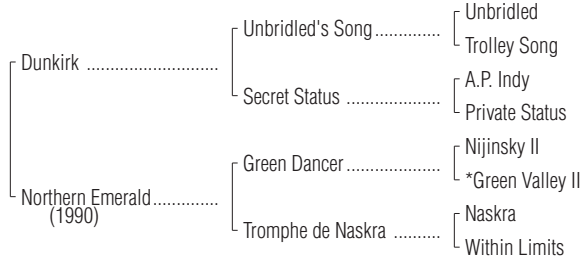 Unbridled
Unbridled's Song..............
Trolley Song
Dunkirk ............................
A.P. Indy
Secret Status ....................
Private Status
Nijinsky II
Green Dancer....................
*Green Valley II
Northern Emerald..............
(1990)
Naskra
Tromphe de Naskra ..........
Within Limits